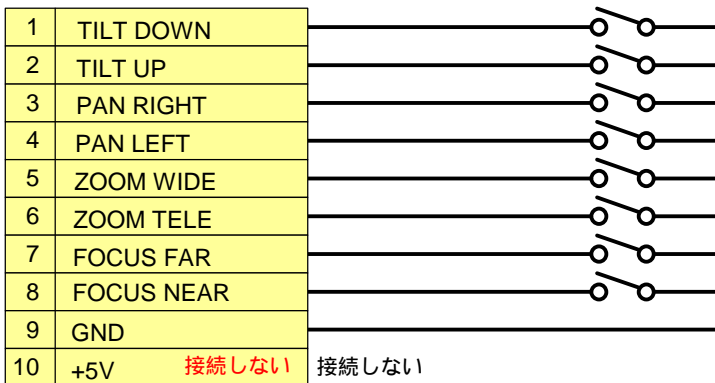 1 TILT DOWN
2 TILT UP
3 PAN RIGHT
4 PAN LEFT
5 ZOOM WIDE
6 ZOOM TELE
7 FOCUS FAR
8 FOCUS NEAR
9 GND
10 +5V 接続しない 接続しない